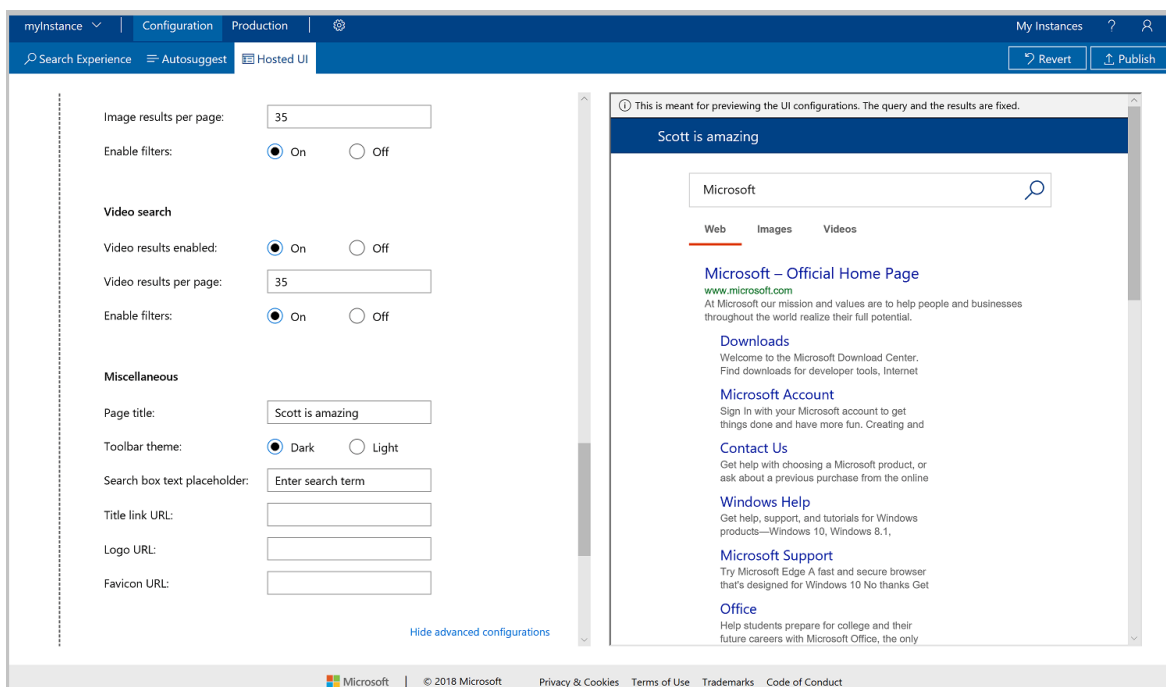 myInstance Configuration Production My Instances ?
Search Experience Autosuggest Hosted UI Revert Publish
Image results per page: 35
Enable filters: On Off
Video search
Video results enabled: On Off
Video results per page: 35
Enable filters: On Off
Miscellaneous
Page title: Scott is amazing
Toolbar theme: Dark Light
Search box text placeholder: Enter search term
Title link URL:
Logo URL:
Favicon URL:
Hide advanced configurations
This is meant for previewing the UI configurations. The query and the results are fixed.
Scott is amazing
Microsoft
Web Images Videos
Microsoft – Official Home Page
www.microsoft.com
At Microsoft our mission and values are to help people and businesses
throughout the world realize their full potential.
Downloads
Welcome to the Microsoft Download Center.
Find downloads for developer tools, Internet
Microsoft Account
Sign In with your Microsoft account to get
things done and have more fun. Creating and
Contact Us
Get help with choosing a Microsoft product, or
ask about a previous purchase from the online
Windows Help
Get help, support, and tutorials for Windows
products—Windows 10, Windows 8.1,
Microsoft Support
Try Microsoft Edge A fast and secure browser
that's designed for Windows 10 No thanks Get
Office
Help students prepare for college and their
future careers with Microsoft Office, the only
Microsoft | © 2018 Microsoft Privacy & Cookies Terms of Use Trademarks Code of Conduct